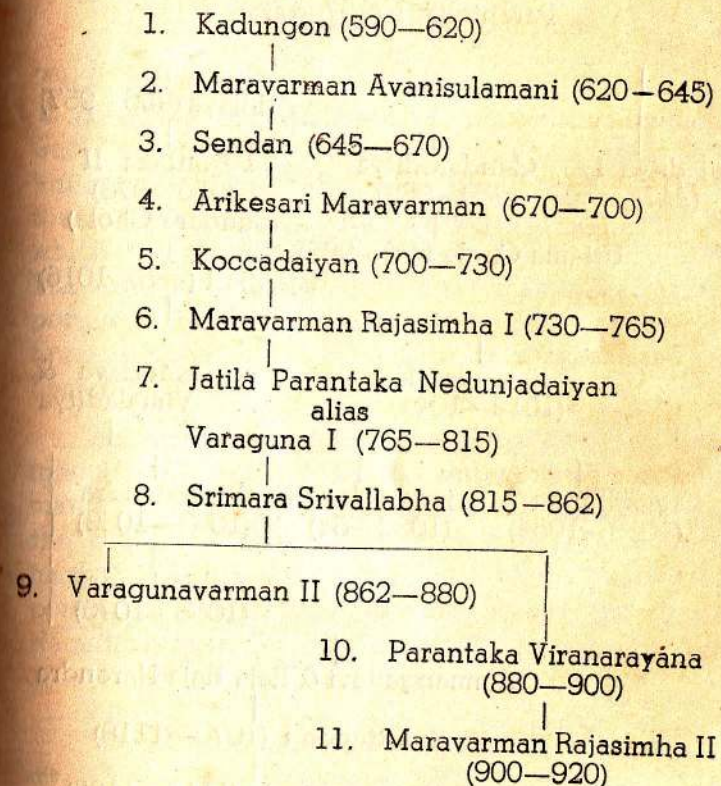 1. Kadungon (590—620)
2. Maravarman Avanisulamani (620—645)
3. Sendan (645—670)
4. Arikesari Maravarman (670—700)
5. Koccadaiyan (700—730)
6. Maravarman Rajasimha I (730—765)
7. Jatila Parantaka Nedunjadaiyan
alias
Varaguna I (765—815)
8. Srimara Srivallabha (815—862)
9. Varagunavarman II (862—880)
10. Parantaka Viranarayána
(880—900)
11. Maravarman Rajasimha II
(900—920)